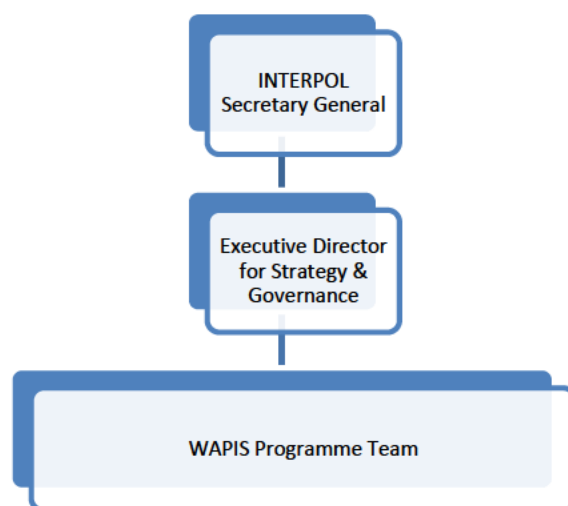 INTERPOL
Secretary General
Executive Director
for Strategy &
Governance
WAPIS Programme Team